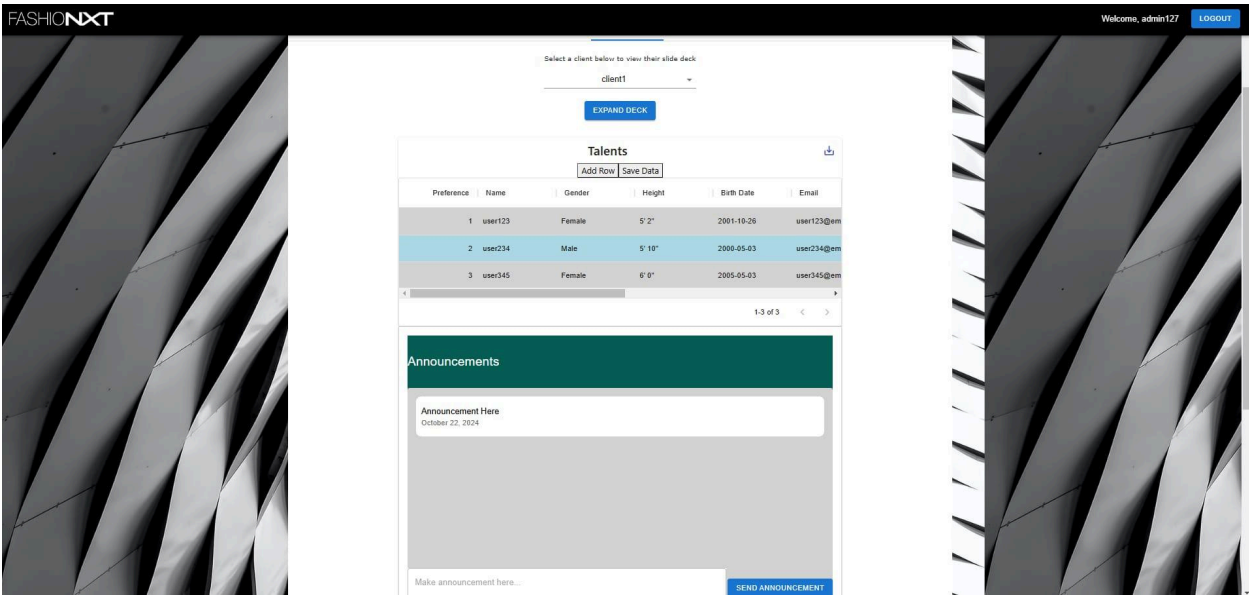 FASHIONXT
Welcome, admin127
LOGOUT
Select a client below to view their slide deck
client1
EXPAND DECK
Talents
Add Row Save Data
Preference Name Gender Height Birth Date Email
1 user123 Female 5' 2" 2001-10-26 user123@em
2 user234 Male 5' 10" 2000-05-03 user234@em
3 user345 Female 6' 0" 2005-05-03 user345@em
1-3 of 3
Announcements
Announcement Here
October 22, 2024
Make announcement here...
SEND ANNOUNCEMENT